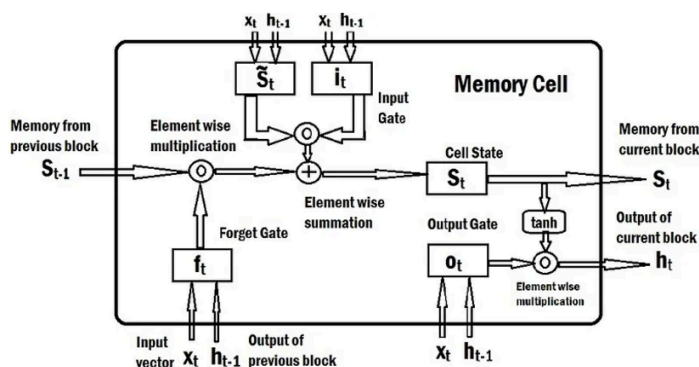 xt ht-1 xt ht-1
S̃t it
Memory Cell
Input
Gate
Memory from
previous block
St-1
Element wise
multiplication
Element wise
summation
Cell State
St
Memory from
current block
St
tanh
Output of
current block
ht
Forget Gate
ft
Output Gate
ot
Element wise
multiplication
Input
vector xt ht-1 Output of
previous block
xt ht-1